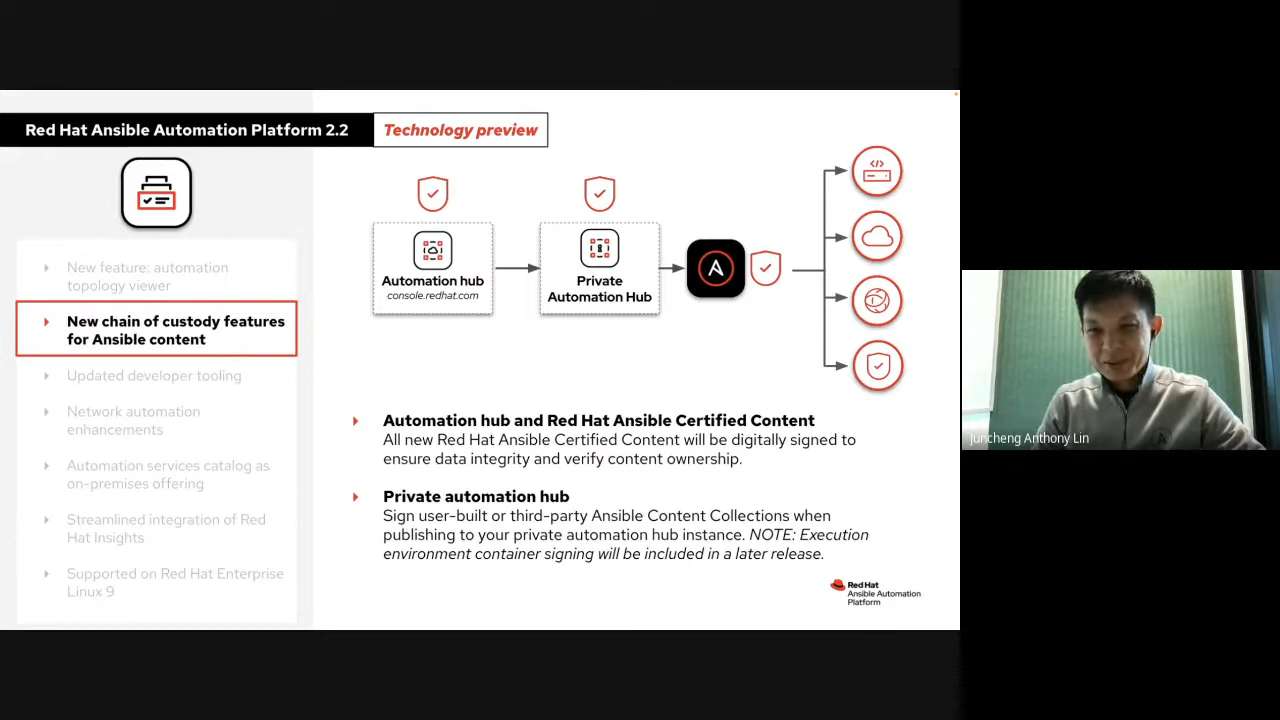 Red Hat Ansible Automation Platform 2.2
Technology preview
New feature: automation
topology viewer
New chain of custody features
for Ansible content
Updated developer tooling
Network automation
enhancements
Automation services catalog as
on-premises offering
Streamlined integration of Red
Hat Insights
Supported on Red Hat Enterprise
Linux 9
Automation hub
console.redhat.com
Private
Automation Hub
Automation hub and Red Hat Ansible Certified Content
All new Red Hat Ansible Certified Content will be digitally signed to
ensure data integrity and verify content ownership.
Private automation hub
Sign user-built or third-party Ansible Content Collections when
publishing to your private automation hub instance. NOTE: Execution
environment container signing will be included in a later release.
Red Hat
Ansible Automation
Platform
Juncheng Anthony Lin